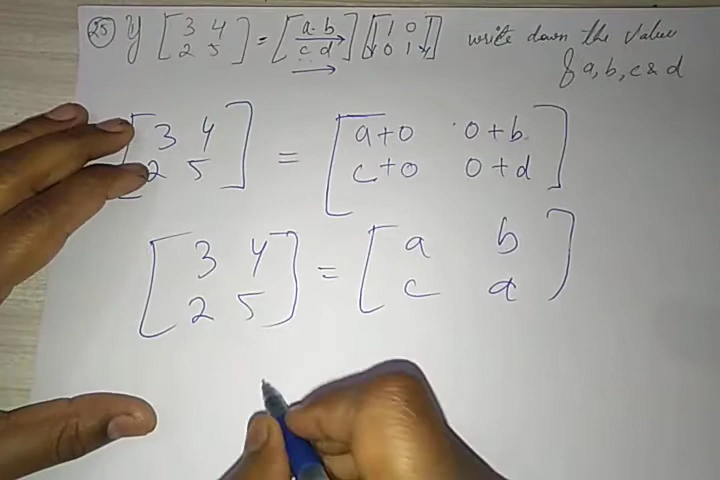 25 If [3 4 2 5] = [a b c d] [1 0 0 1] write down the value
of a, b, c & d
[3 4 2 5] = [a+0 0+b c+0 0+d]
[3 4 2 5] = [a b c d]